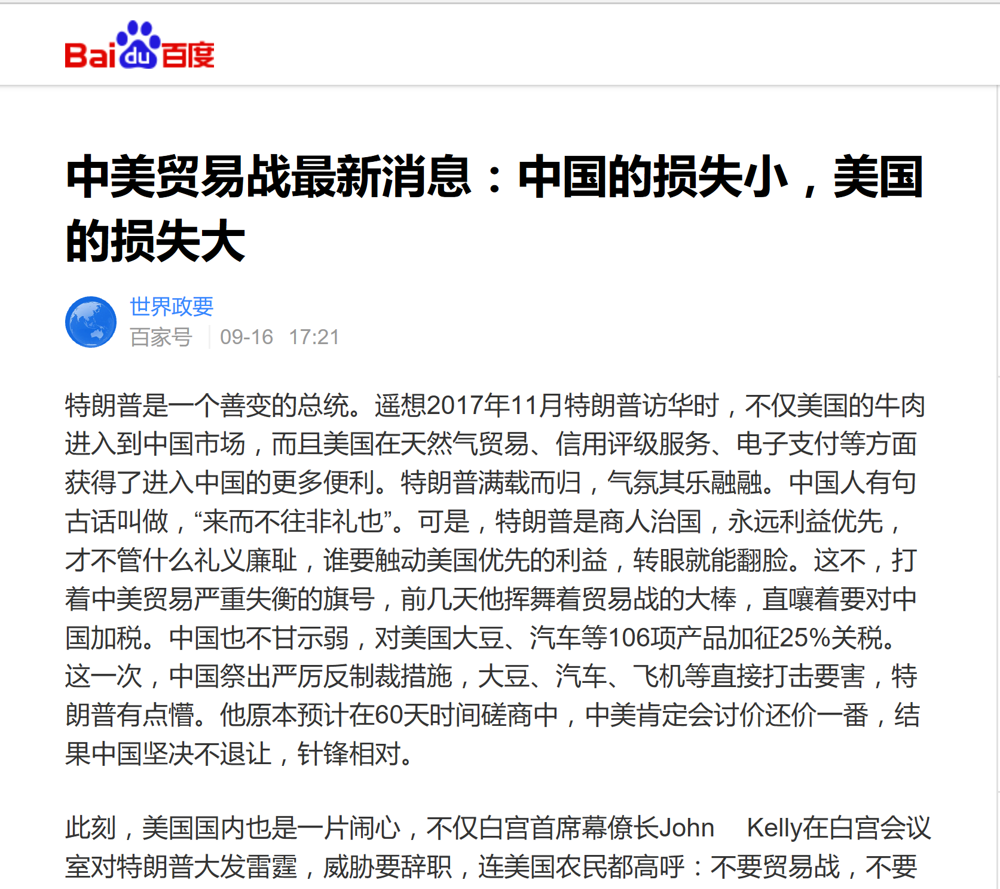 Baidu百度
中美贸易战最新消息：中国的损失小，美国
的损失大
世界政要
百家号 09-16 17:21
特朗普是一个善变的总统。遥想2017年11月特朗普访华时，不仅美国的牛肉
进入到中国市场，而且美国在天然气贸易、信用评级服务、电子支付等方面
获得了进入中国的更多便利。特朗普满载而归，气氛其乐融融。中国人有句
古话叫做，“来而不往非礼也”。可是，特朗普是商人治国，永远利益优先，
才不管什么礼义廉耻，谁要触动美国优先的利益，转眼就能翻脸。这不，打
着中美贸易严重失衡的旗号，前几天他挥舞着贸易战的大棒，直嚷着要对中
国加税。中国也不甘示弱，对美国大豆、汽车等106项产品加征25%关税。
这一次，中国祭出严厉反制裁措施，大豆、汽车、飞机等直接打击要害，特
朗普有点懵。他原本预计在60天时间磋商中，中美肯定会讨价还价一番，结
果中国坚决不退让，针锋相对。
此刻，美国国内也是一片闹心，不仅白宫首席幕僚长John Kelly在白宫会议
室对特朗普大发雷霆，威胁要辞职，连美国农民都高呼：不要贸易战，不要